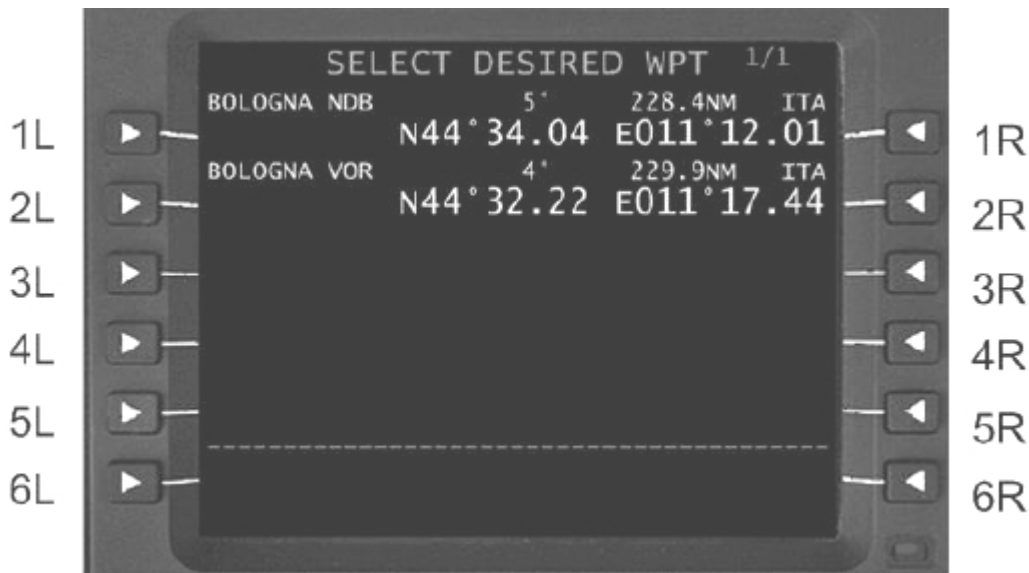 SELECT DESIRED WPT 1/1
BOLOGNA NDB 5° 228.4NM ITA
1L N44°34.04 E011°12.01 1R
BOLOGNA VOR 4° 229.9NM ITA
2L N44°32.22 E011°17.44 2R
3L 3R
4L 4R
5L 5R
6L 6R